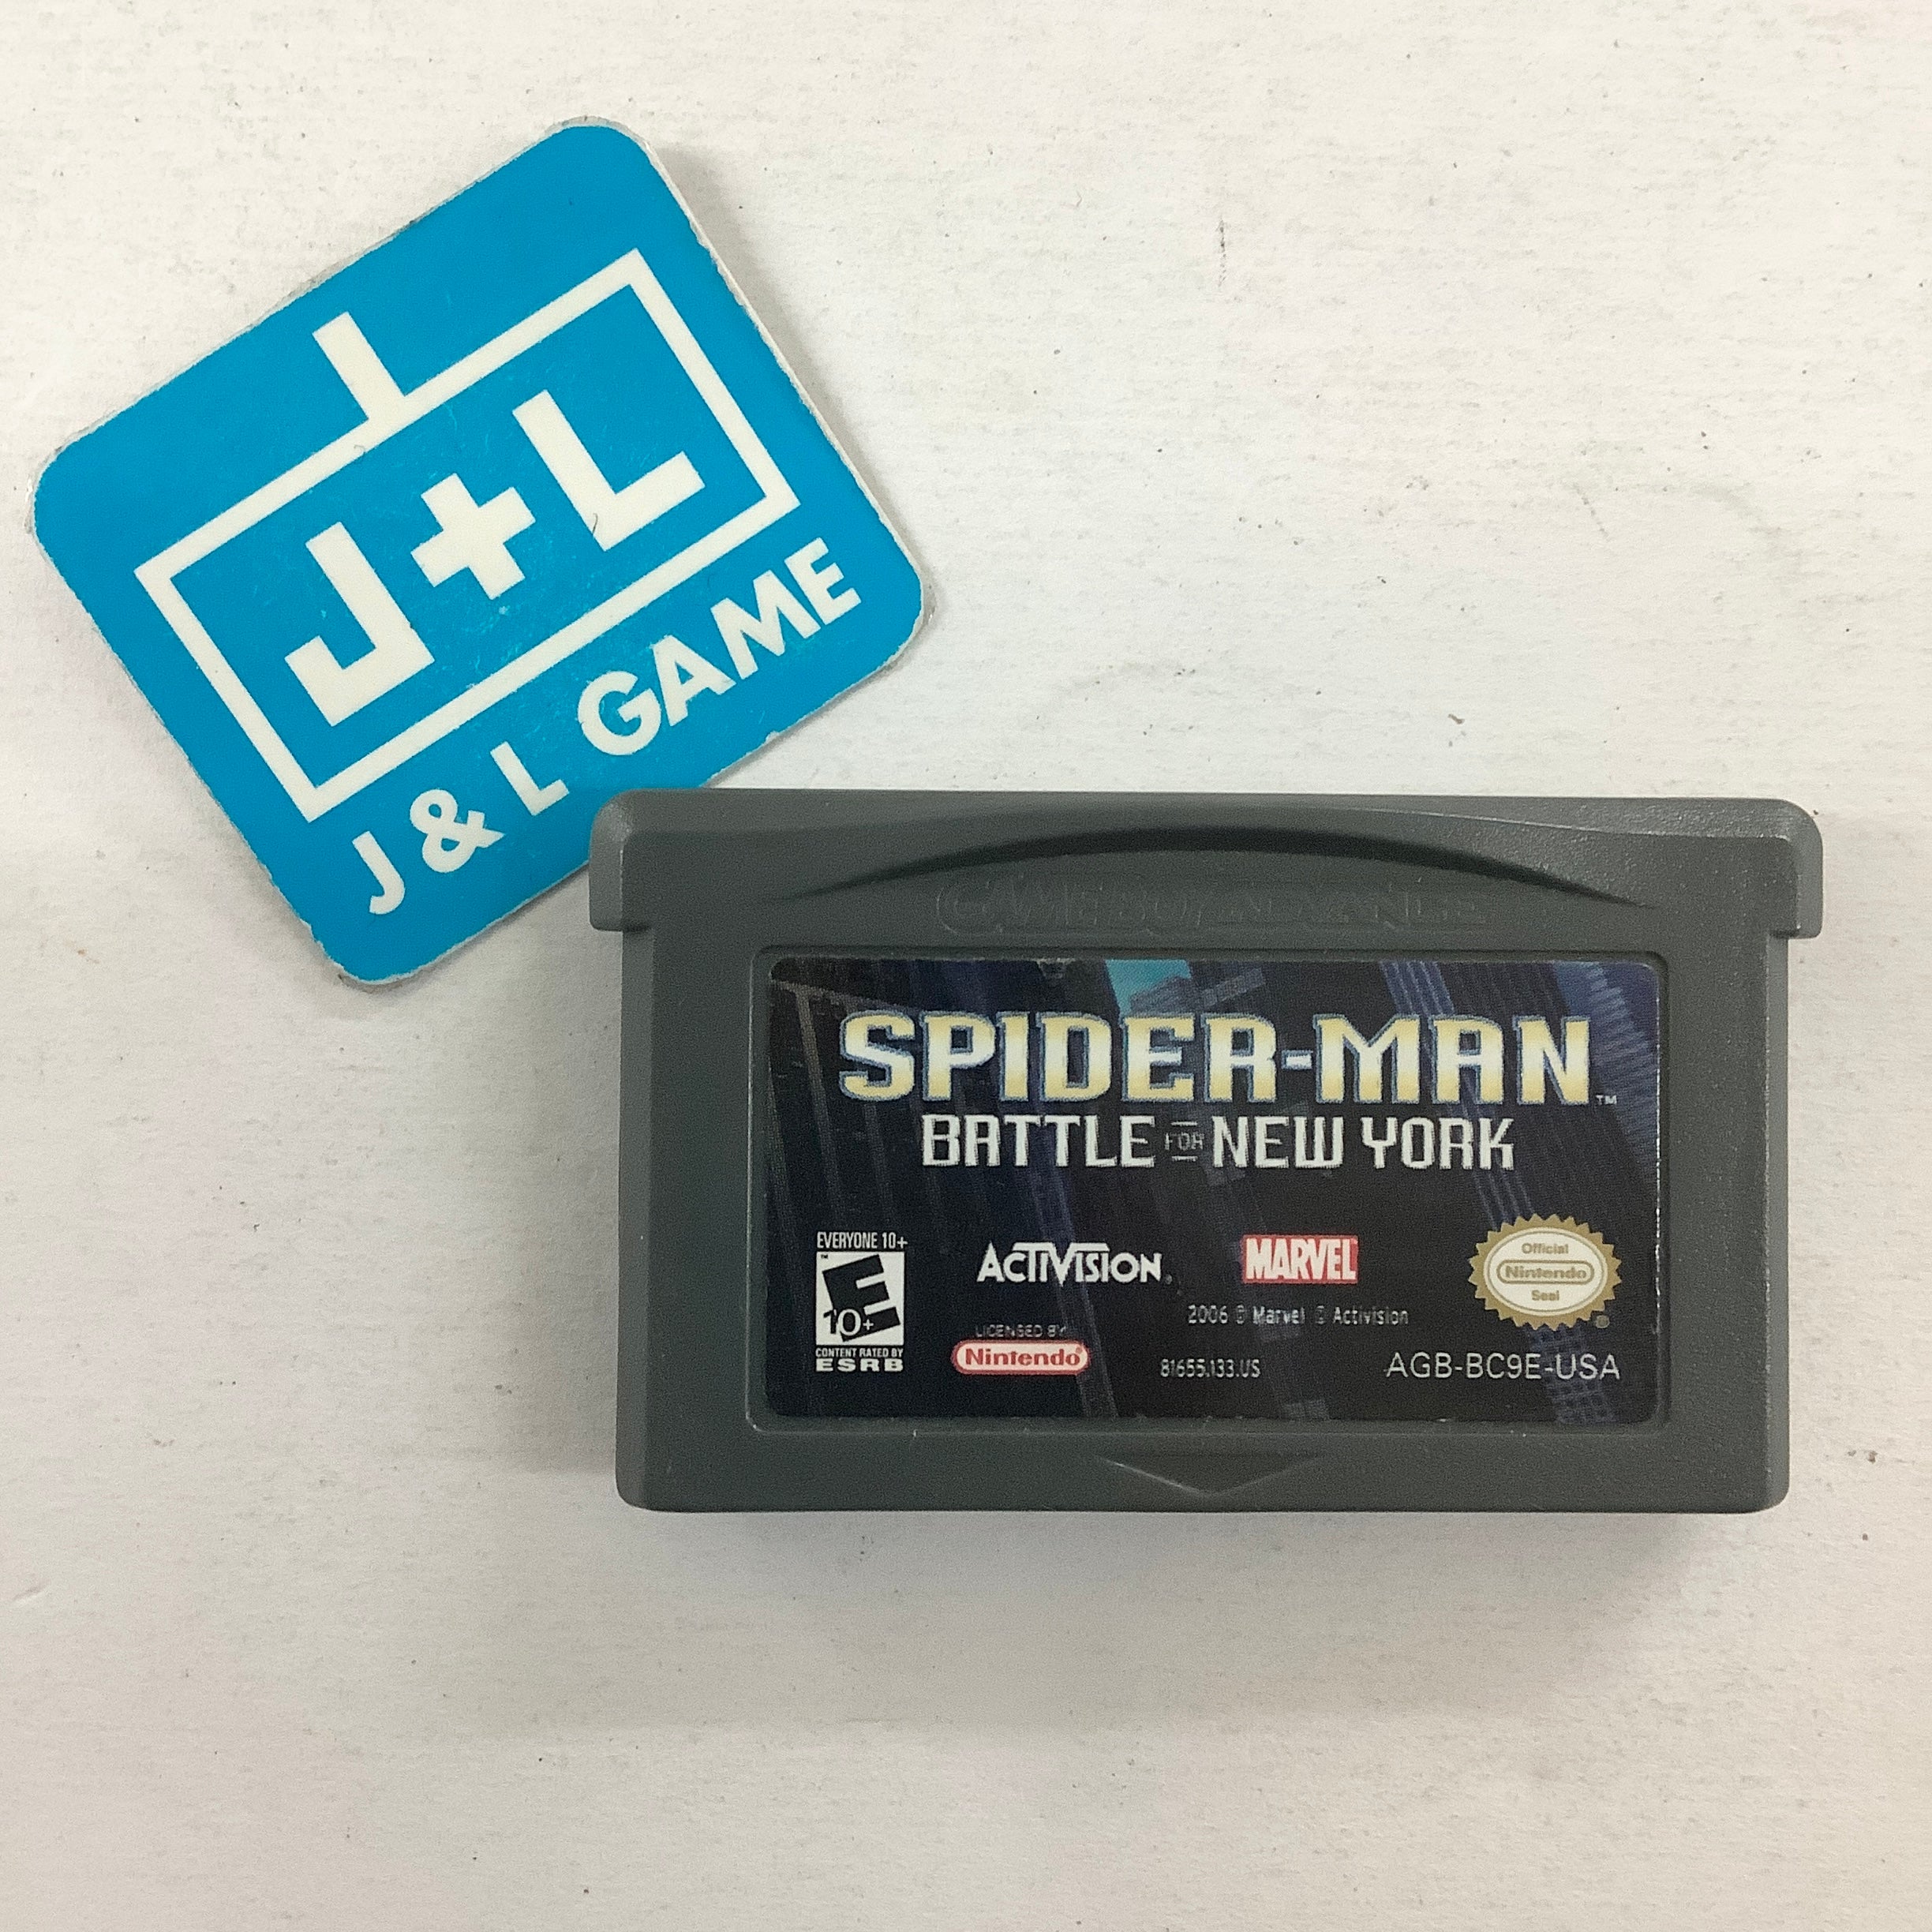 J+L
J & L GAME
GAME BOY ADVANCE
SPIDER-MAN™
BATTLE FOR NEW YORK
EVERYONE 10+
E
10+
CONTENT RATED BY
ESRB
ACTIVISION®
MARVEL
Official
Nintendo
Seal
2006 © Marvel © Activision
LICENSED BY
Nintendo®
81655.133.US
AGB-BC9E-USA